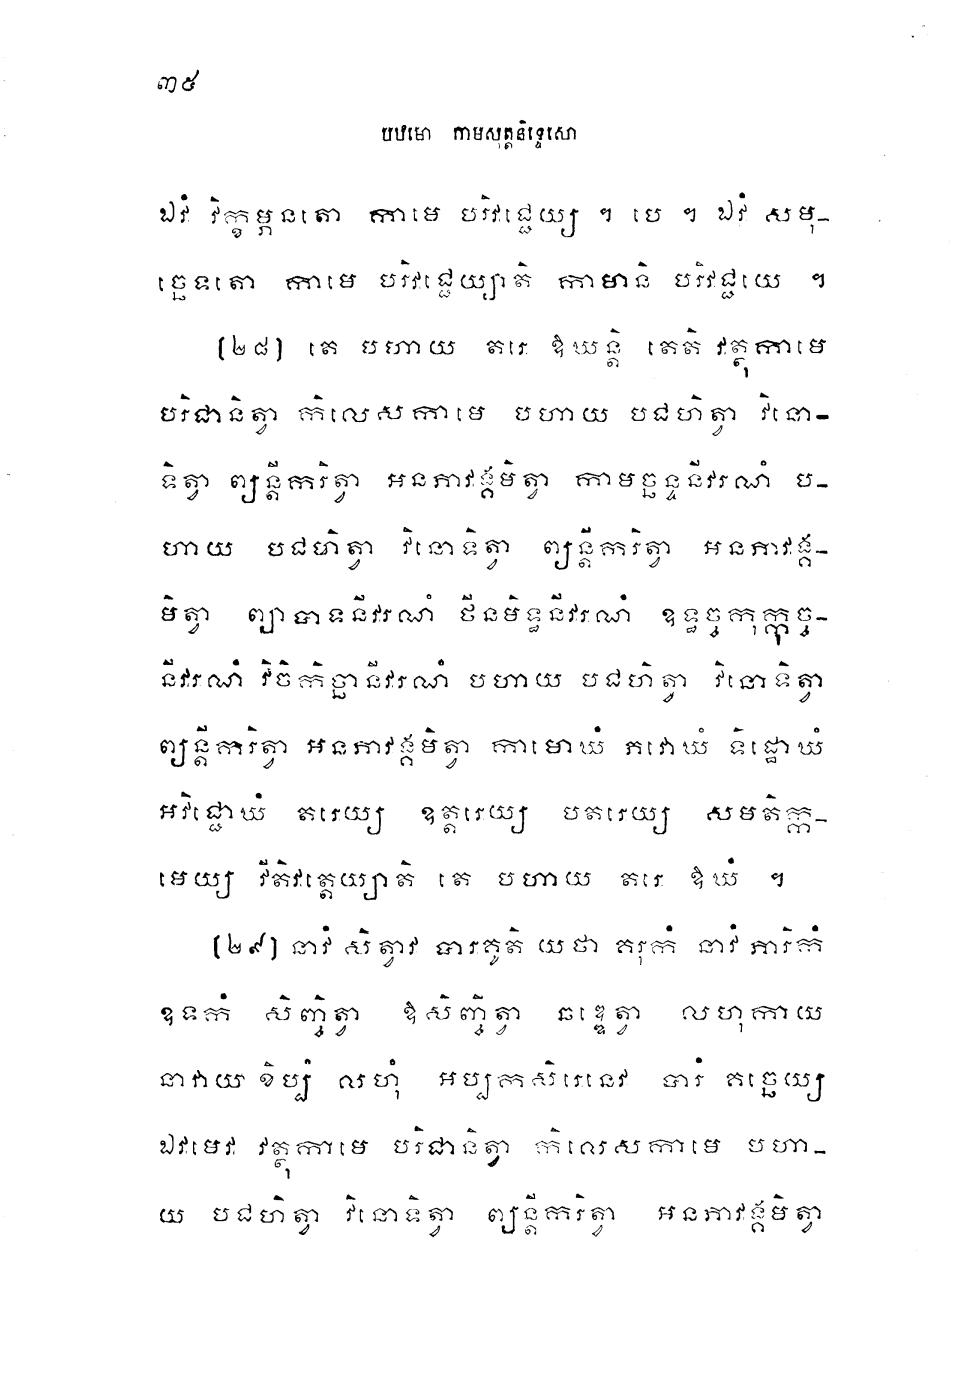 ៣៥
បឋមោ កាមសុត្តនិទ្ទេសោ
ឯវំ វិក្ខម្ភនតោ កាមេ បរិវជ្ជេយ្យ ។ បេ ។ ឯវំ សមុ-
ច្ឆេទតោ កាមេ បរិវជ្ជេយ្យាតិ កាមានិ បរិវជ្ជយេ ។
(២៨) តេ បហាយ តរេ ឱឃន្តិ តេតិ វត្ថុកាមេ
បរិជានិត្វា កិលេសកាមេ បហាយ បជហិត្វា វិនោ-
ទិត្វា ព្យន្តីករិត្វា អនភាវង្គមិត្វា កាមច្ឆន្ទនីវរណំ ប-
ហាយ បជហិត្វា វិនោទិត្វា ព្យន្តីករិត្វា អនភាវង្គ-
មិត្វា ព្យាបាទនីវរណំ ថីនមិទ្ធនីវរណំ ឧទ្ធច្ចកុក្កុច្ច-
នីវរណំ វិចិកិច្ឆានីវរណំ បហាយ បជហិត្វា វិនោទិត្វា
ព្យន្តីករិត្វា អនភាវង្គមិត្វា កាមោឃំ ភវោឃំ ទិដ្ឋោឃំ
អវិជ្ជោឃំ តរេយ្យ ឧត្តរេយ្យ បតរេយ្យ សមតិក្ក-
មេយ្យ វីតិវត្តេយ្យាតិ តេ បហាយ តរេ ឱឃំ ។
(២៩) នាវំ សិត្វាវ បារគូតិ យថា គរុកំ នាវំ ភារិកំ
ឧទកំ សិញ្ចិត្វា ឱសិញ្ចិត្វា ឆឌ្ឌេត្វា លហុកាយ
នាវាយ ខិប្បំ លហុំ អប្បកសិរេនេវ បារំ គច្ឆេយ្យ
ឯវមេវ វត្ថុកាមេ បរិជានិត្វា កិលេសកាមេ បហា-
យ បជហិត្វា វិនោទិត្វា ព្យន្តីករិត្វា អនភាវង្គមិត្វា